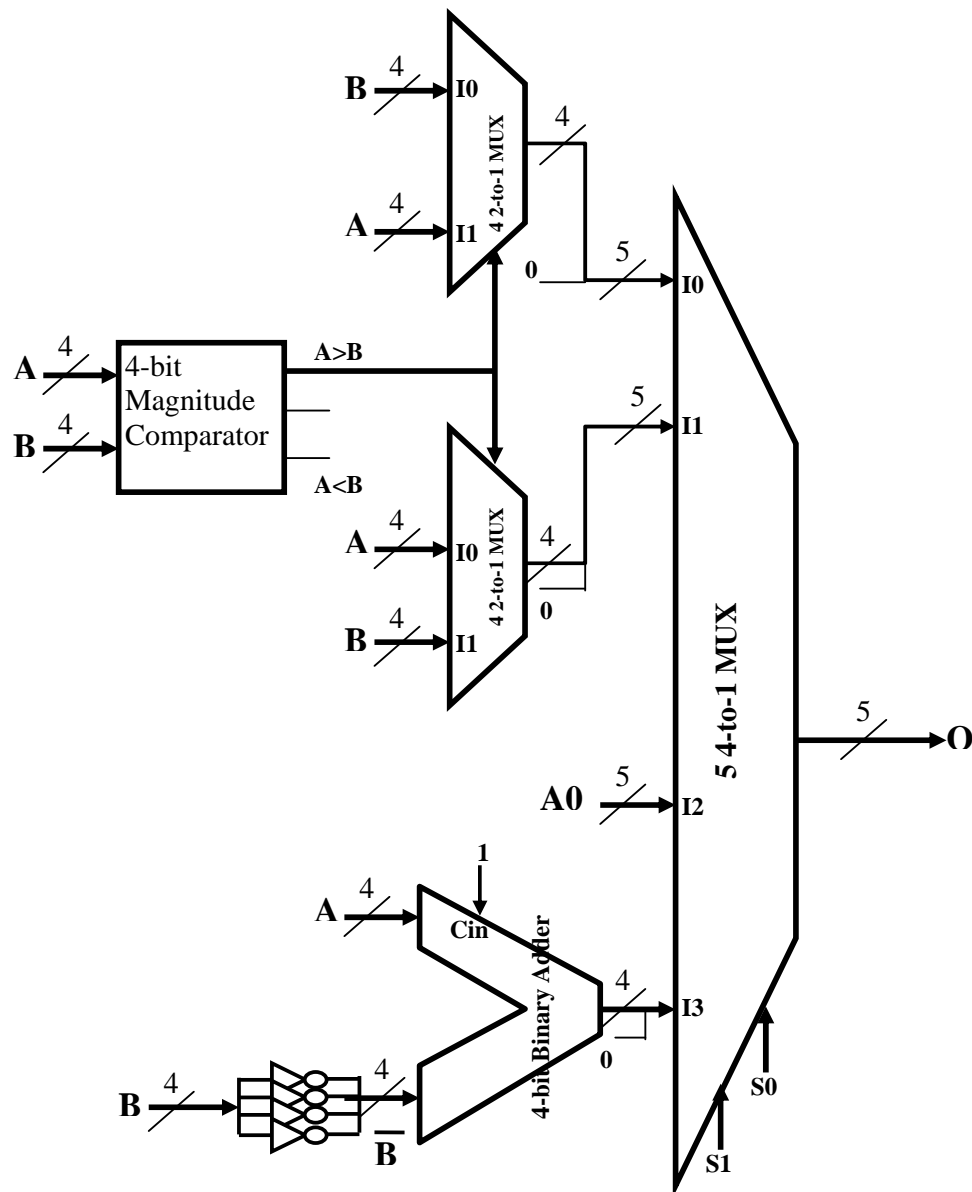 4
B
I0
4
4 2-to-1 MUX
4
A
I1
0
5
I0
4
A
4-bit
Magnitude
Comparator
A>B
4
B
A<B
5
I1
4
A
I0
4
4 2-to-1 MUX
0
4
B
I1
5 4-to-1 MUX
5
O
5
A0
I2
1
4
A
Cin
4-bit Binary Adder
4
I3
0
S0
4
B
4
B̅
S1